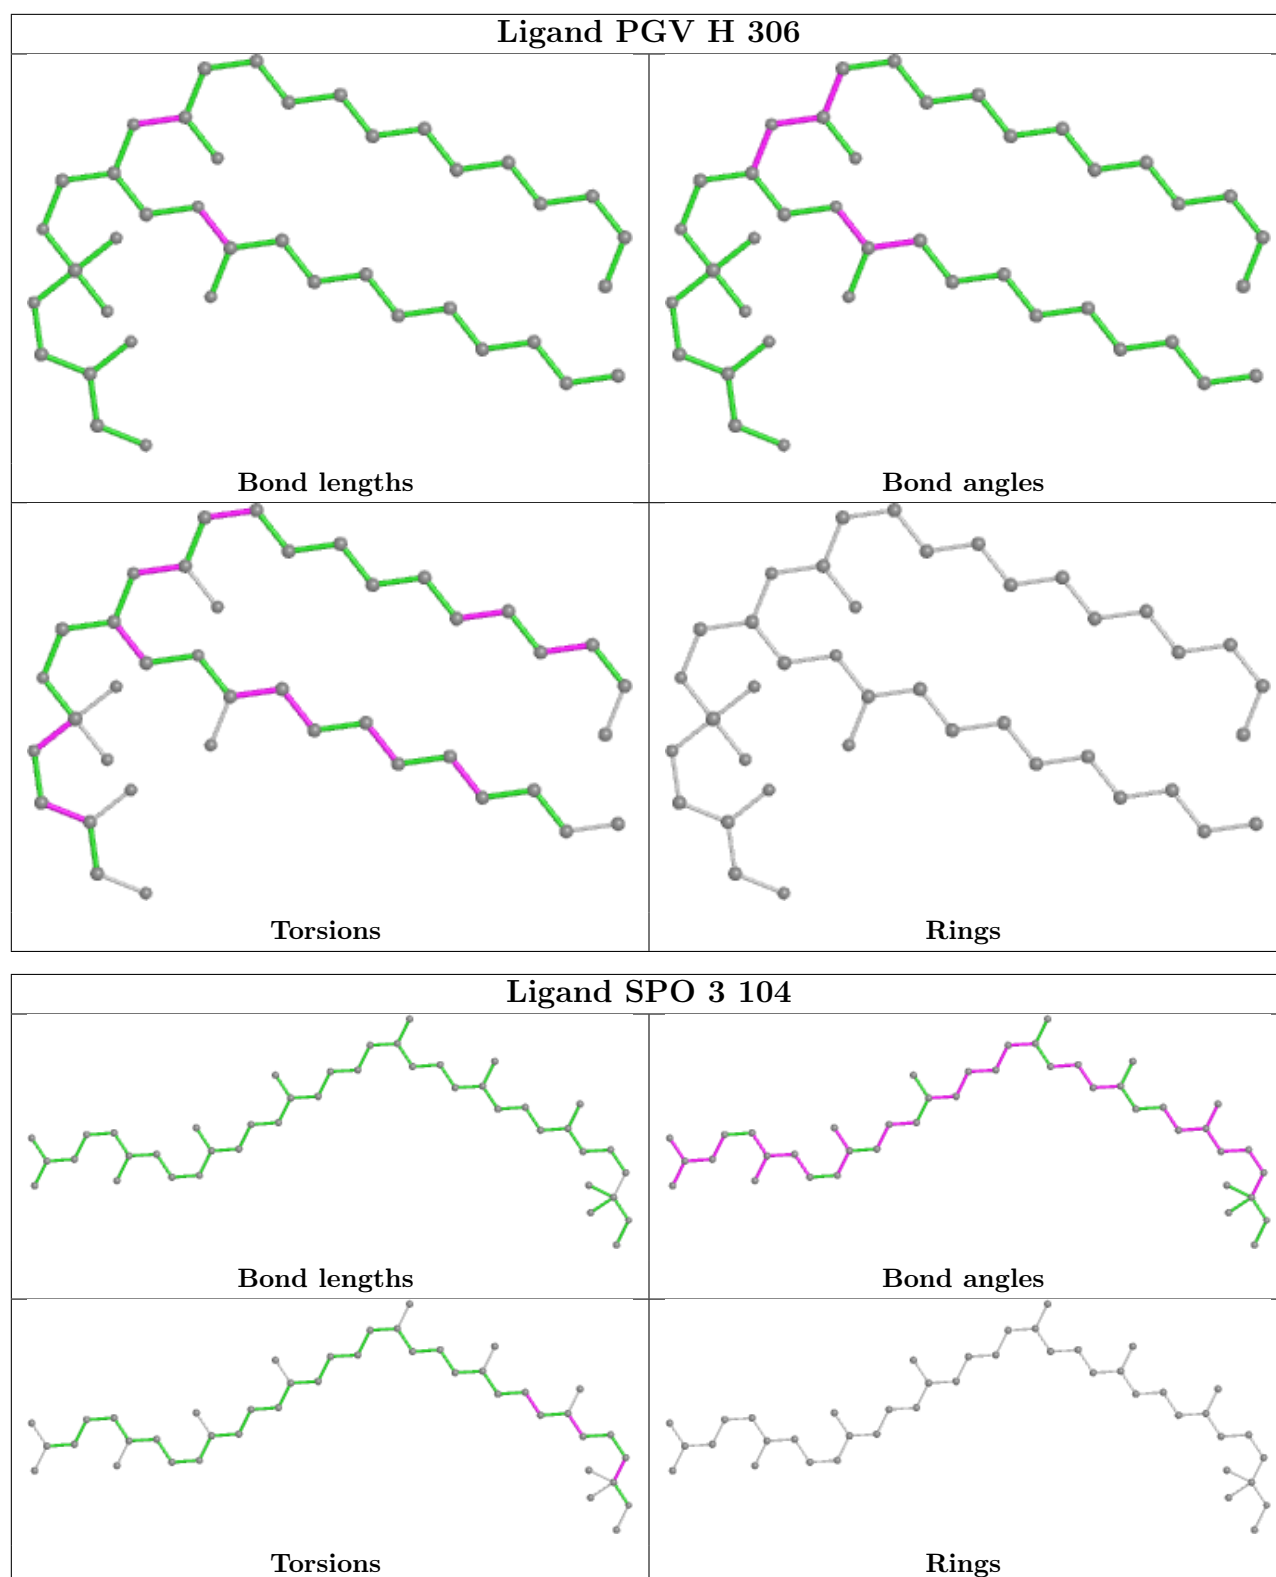 Ligand PGV H 306
Bond lengths
Bond angles
Torsions
Rings
Ligand SPO 3 104
Bond lengths
Bond angles
Torsions
Rings